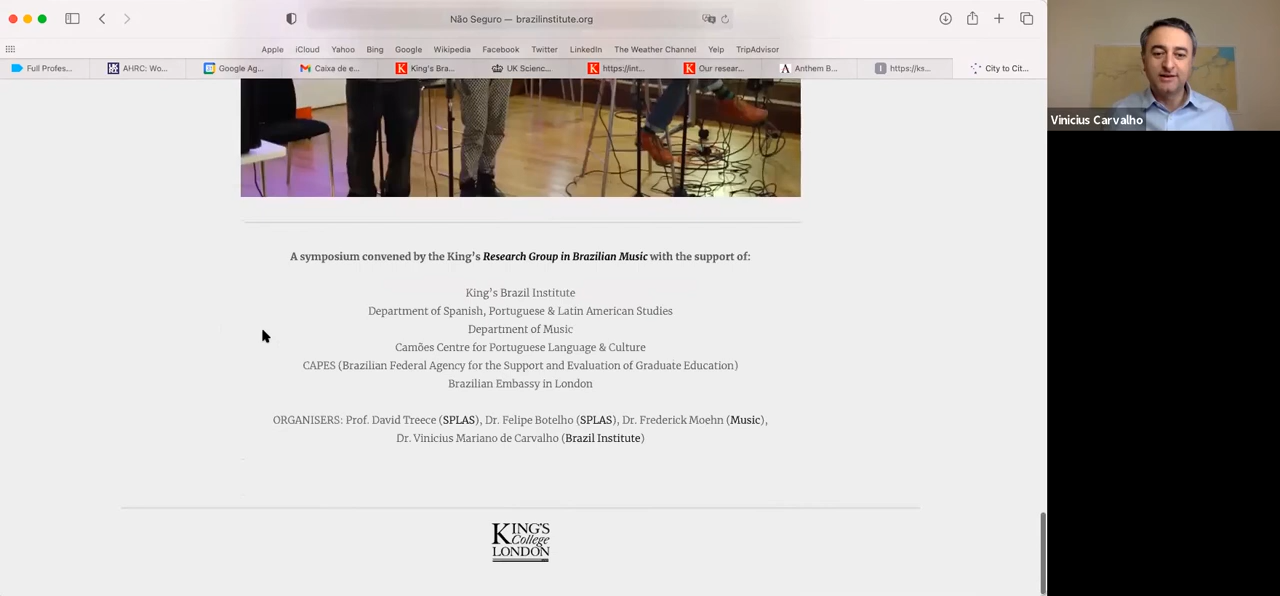 Não Seguro — brazilinstitute.org
Apple iCloud Yahoo Bing Google Wikipedia Facebook Twitter LinkedIn The Weather Channel Yelp TripAdvisor
Full Profes... AHRC: Wo... Google Ag... Caixa de e... King's Bra... UK Scienc... https://int... Our resear... Anthem B... https://ks... City to Cit...
Vinicius Carvalho
A symposium convened by the King's Research Group in Brazilian Music with the support of:
King's Brazil Institute
Department of Spanish, Portuguese & Latin American Studies
Department of Music
Camões Centre for Portuguese Language & Culture
CAPES (Brazilian Federal Agency for the Support and Evaluation of Graduate Education)
Brazilian Embassy in London
ORGANISERS: Prof. David Treece (SPLAS), Dr. Felipe Botelho (SPLAS), Dr. Frederick Moehn (Music),
Dr. Vinicius Mariano de Carvalho (Brazil Institute)
KING'S
College
LONDON